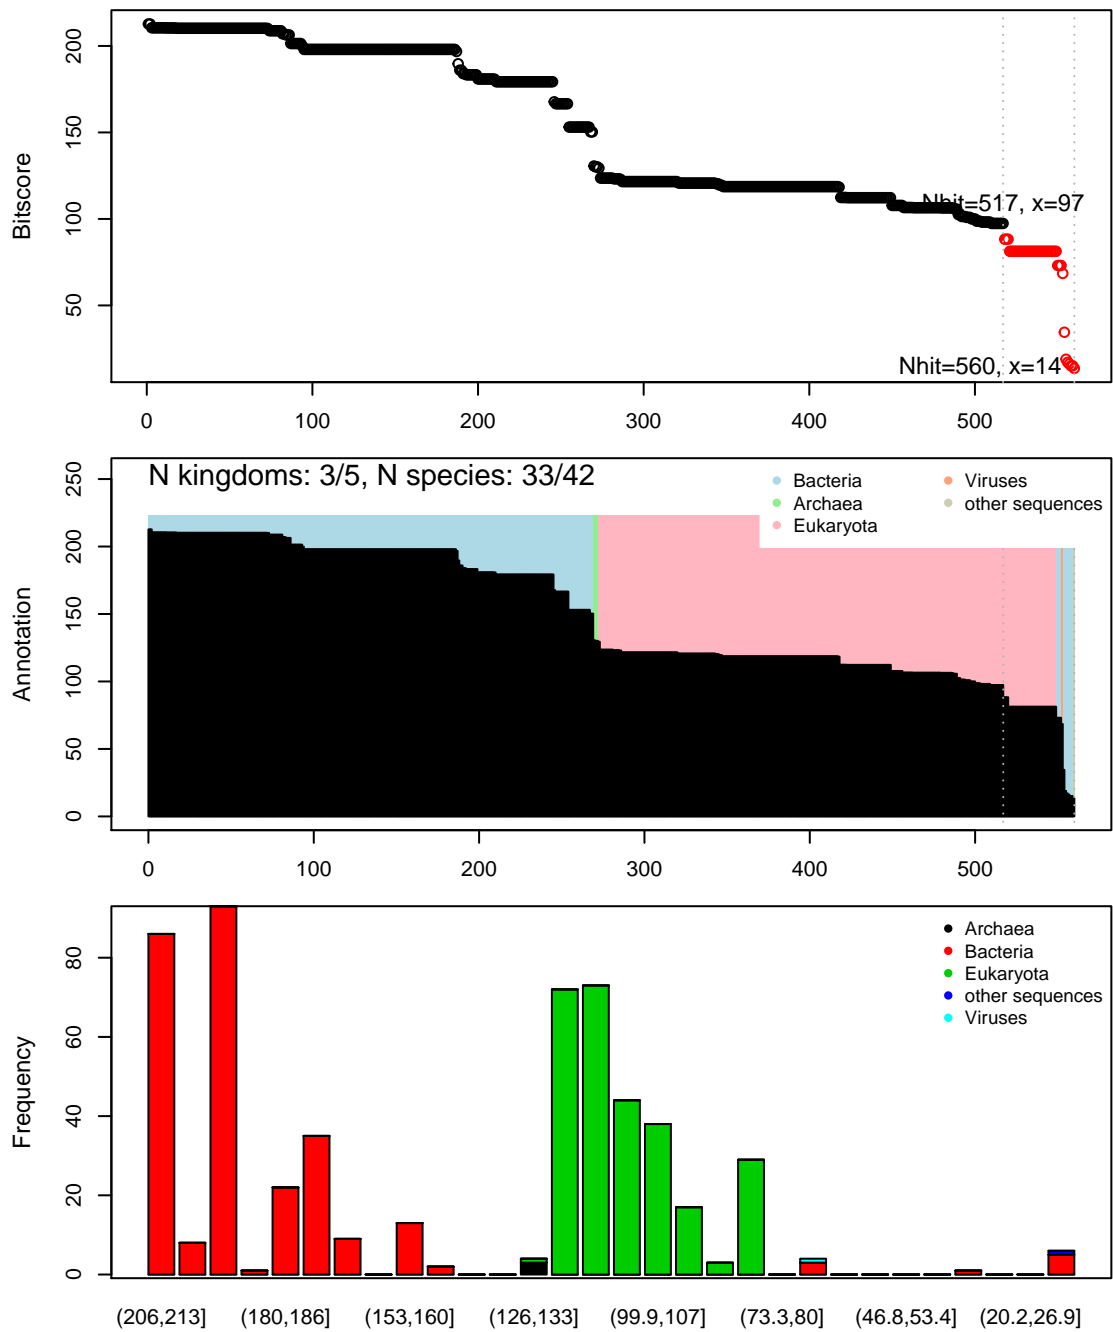 200
150
100
50
Bitscore
Nhit=517, x=97
Nhit=560, x=14
0 100 200 300 400 500
N kingdoms: 3/5, N species: 33/42
Bacteria
Archaea
Eukaryota
Viruses
other sequences
250
200
150
100
50
0
Annotation
0 100 200 300 400 500
Archaea
Bacteria
Eukaryota
other sequences
Viruses
80
60
40
20
0
Frequency
(206,213] (180,186] (153,160] (126,133] (99.9,107] (73.3,80] (46.8,53.4] (20.2,26.9]